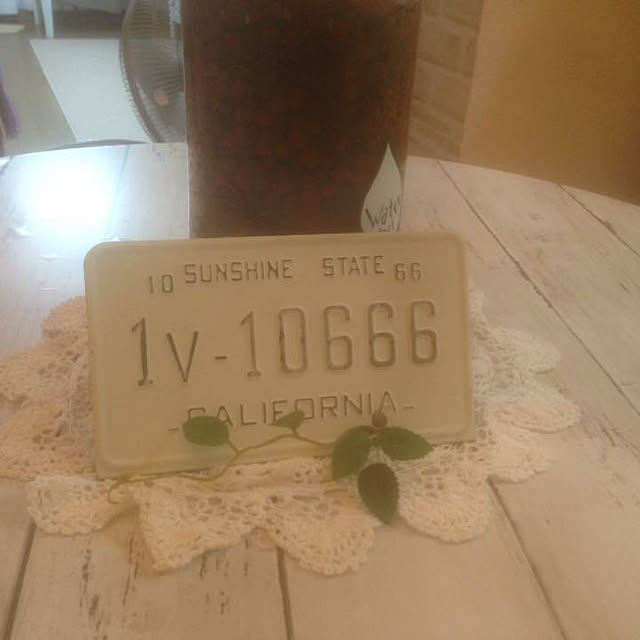 Water
10 SUNSHINE STATE 66
1V-10666
-CALIFORNIA-